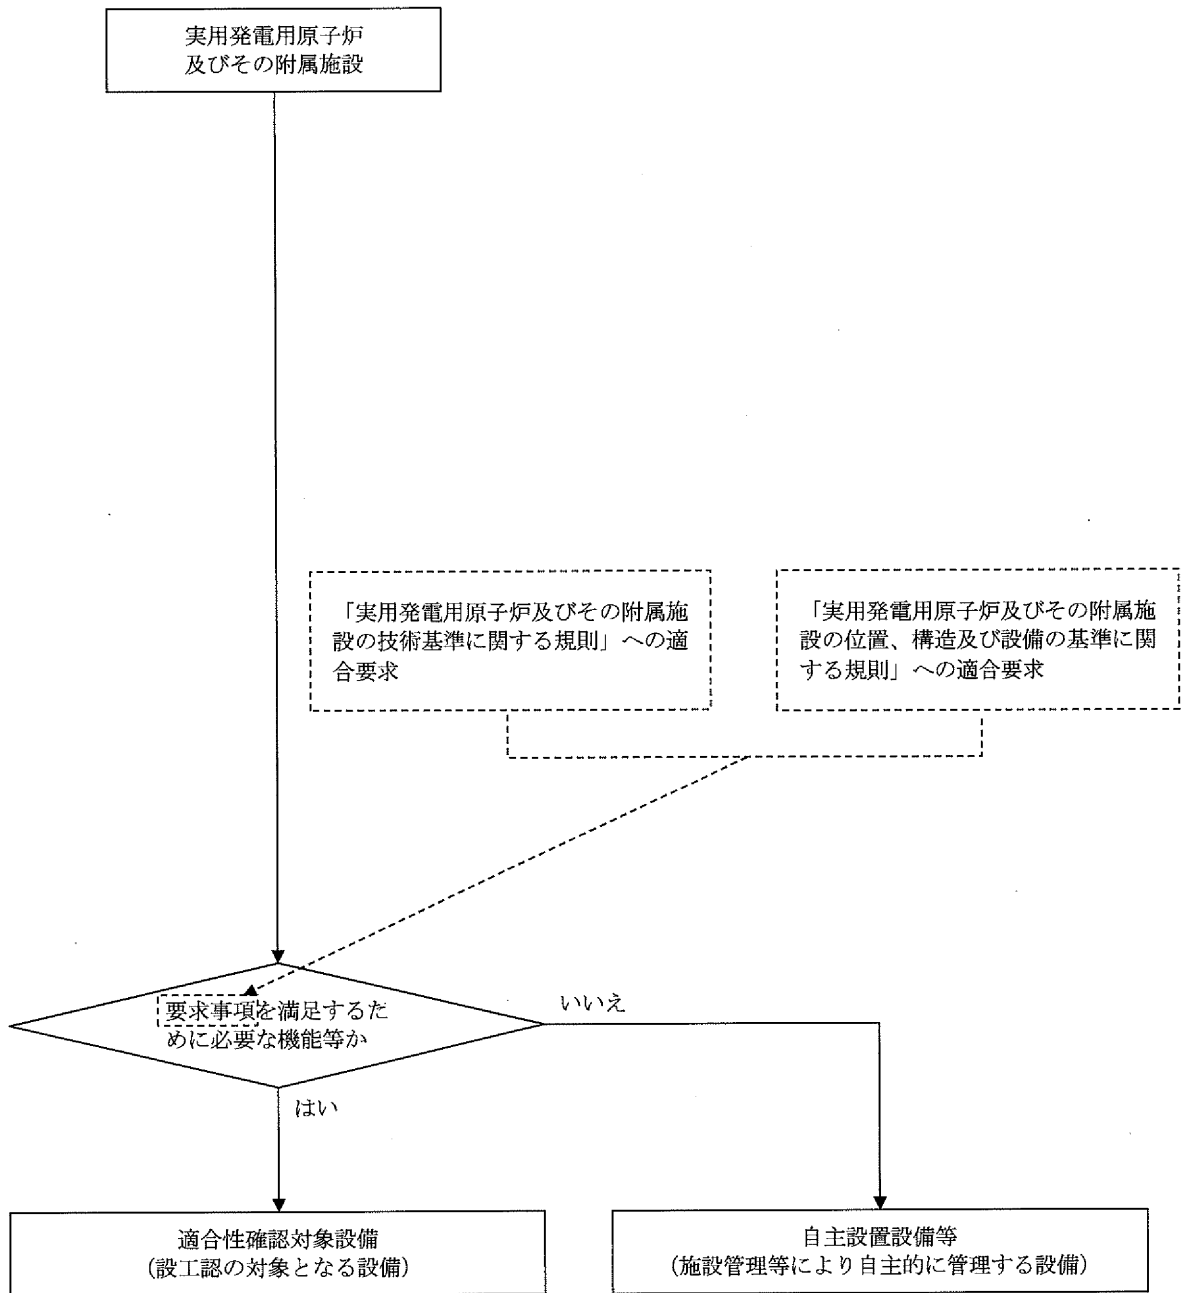 実用発電用原子炉
及びその附属施設
「実用発電用原子炉及びその附属施
設の技術基準に関する規則」への適
合要求
「実用発電用原子炉及びその附属施
設の位置、構造及び設備の基準に関
する規則」への適合要求
要求事項を満足するた
めに必要な機能等か
いいえ
はい
適合性確認対象設備
（設工認の対象となる設備）
自主設置設備等
（施設管理等により自主的に管理する設備）